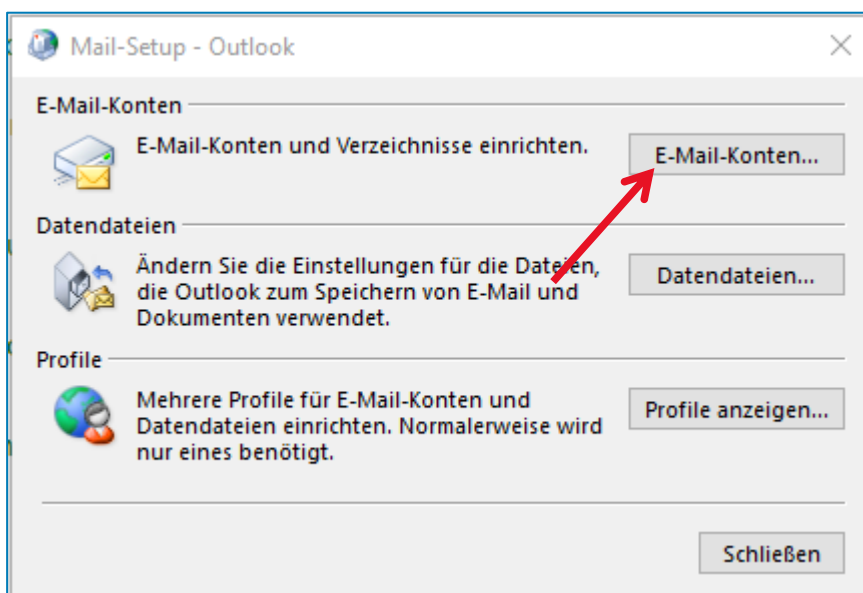 Mail-Setup - Outlook
E-Mail-Konten
E-Mail-Konten und Verzeichnisse einrichten.
E-Mail-Konten...
Datendateien
Ändern Sie die Einstellungen für die Dateien,
die Outlook zum Speichern von E-Mail und
Dokumenten verwendet.
Datendateien...
Profile
Mehrere Profile für E-Mail-Konten und
Datendateien einrichten. Normalerweise wird
nur eines benötigt.
Profile anzeigen...
Schließen